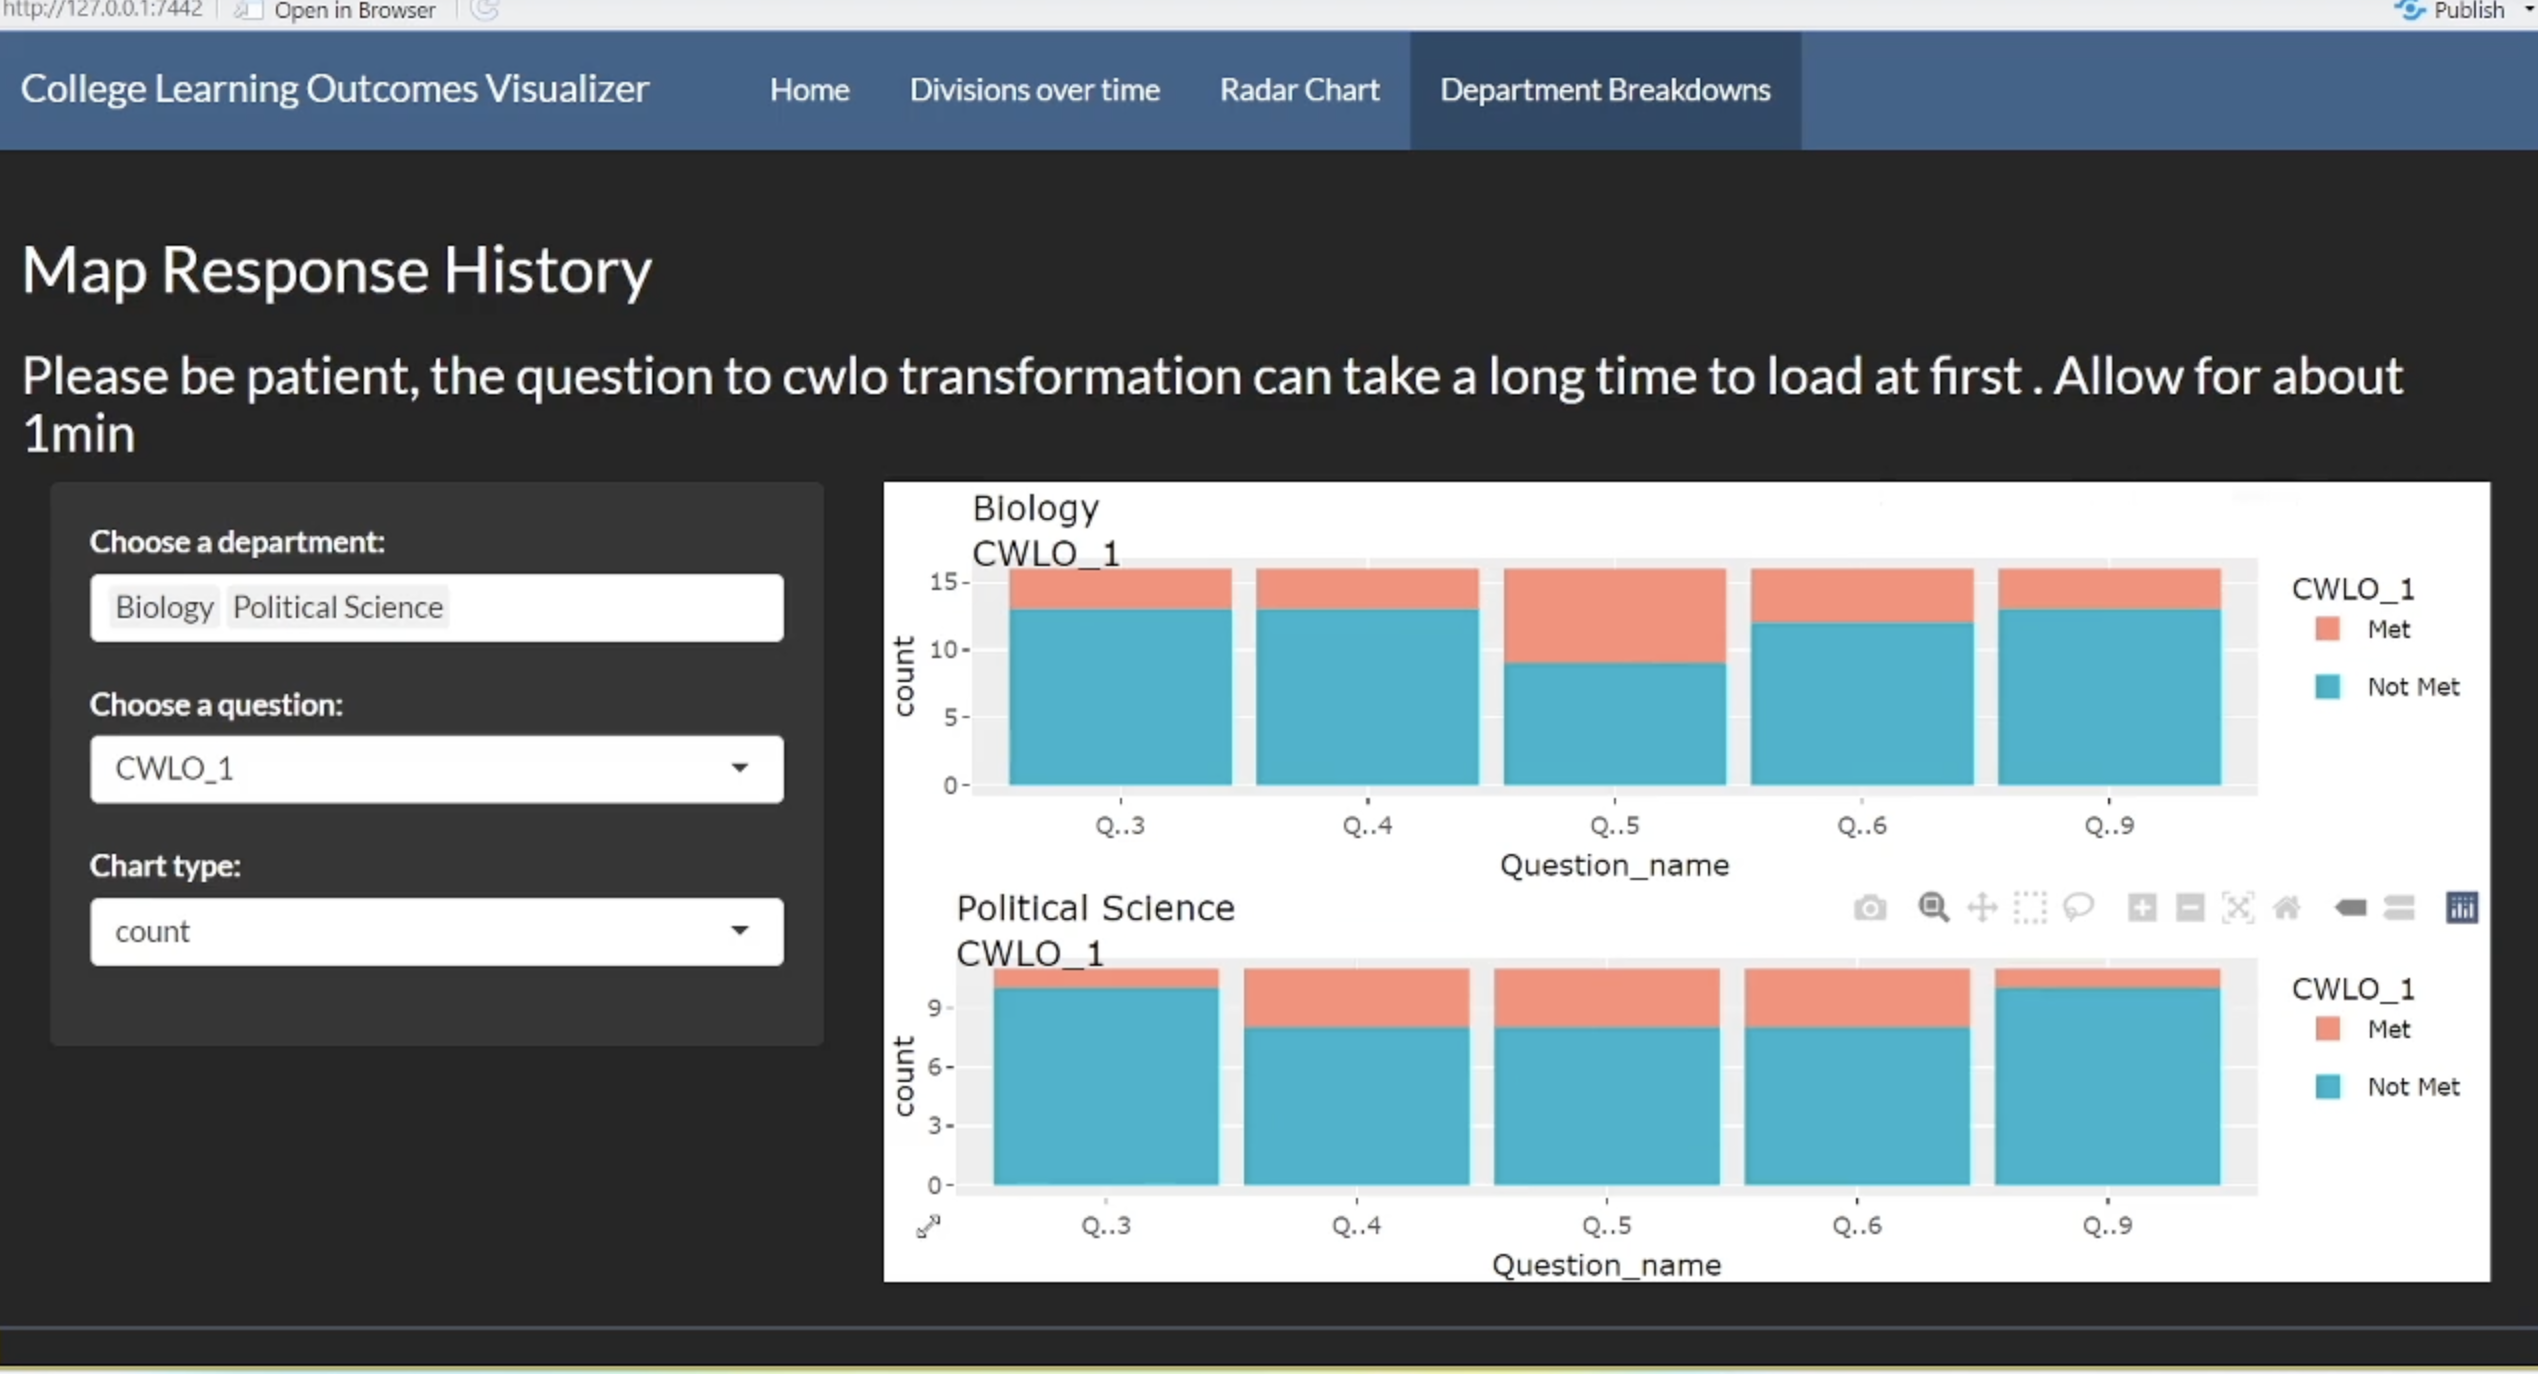 http://127.0.0.1:7442 Open in Browser Publish
College Learning Outcomes Visualizer Home Divisions over time Radar Chart Department Breakdowns
Map Response History
Please be patient, the question to cwlo transformation can take a long time to load at first . Allow for about
1min
Choose a department:
Biology Political Science
Choose a question:
CWLO_1
Chart type:
count
Biology
CWLO_1
15
10
5
0
count
Q..3 Q..4 Q..5 Q..6 Q..9
Question_name
CWLO_1
Met
Not Met
Political Science
CWLO_1
9
6
3
0
count
Q..3 Q..4 Q..5 Q..6 Q..9
Question_name
CWLO_1
Met
Not Met